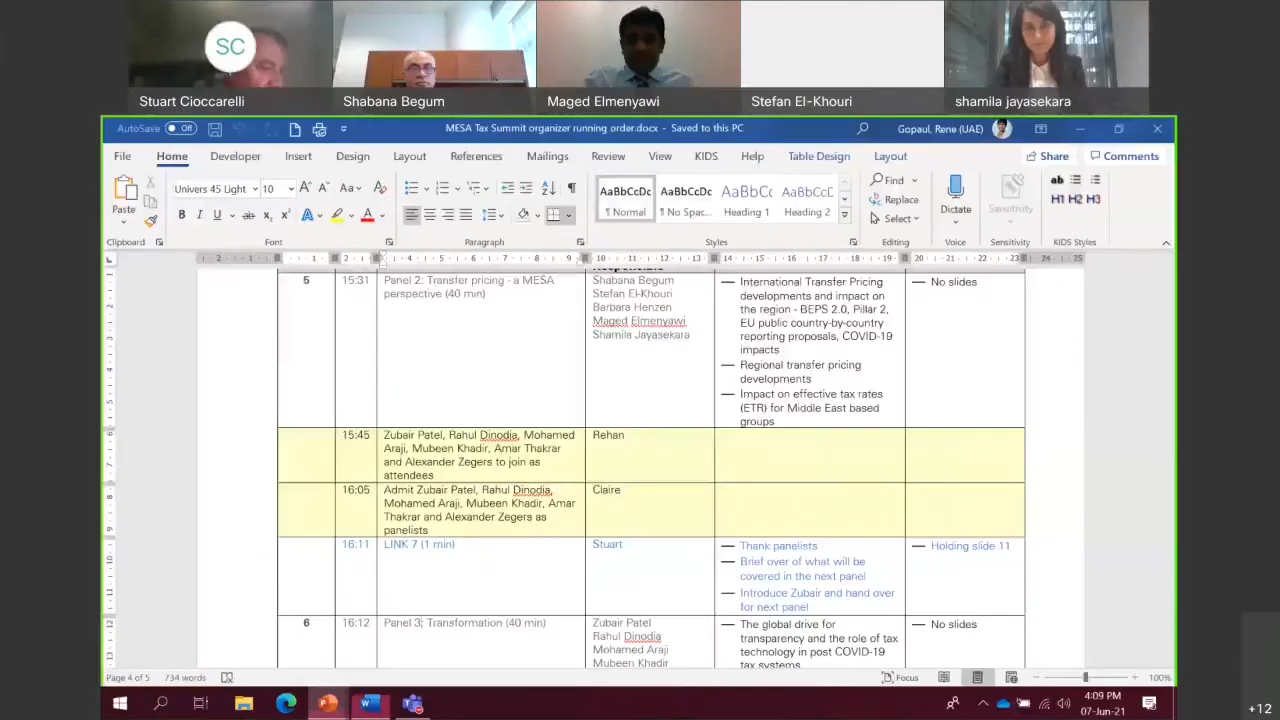 SC
Stuart Cioccarelli
Shabana Begum
Maged Elmenyawi
Stefan El-Khouri
shamila jayasekara
AutoSave Off
MESA Tax Summit organizer running order.docx - Saved to this PC
Gopaul, Rene (UAE)
File Home Developer Insert Design Layout References Mailings Review View KIDS Help Table Design Layout
Share Comments
Paste
Clipboard
Univers 45 Light 10
Font
Paragraph
AaBbCcDc AaBbCcDc AaBbC( AaBbCcD
¶ Normal ¶ No Spac... Heading 1 Heading 2
Styles
Find
Replace
Select
Editing
Dictate
Voice
Sensitivity
Sensitivity
H1 H2 H3
KIDS Styles
5 15:31
Panel 2: Transfer pricing - a MESA
perspective (40 min)
Shabana Begum
Stefan El-Khouri
Barbara Henzen
Maged Elmenyawi
Shamila Jayasekara
— International Transfer Pricing
developments and impact on
the region - BEPS 2.0, Pillar 2,
EU public country-by-country
reporting proposals, COVID-19
impacts
— Regional transfer pricing
developments
— Impact on effective tax rates
(ETR) for Middle East based
groups
— No slides
15:45
Zubair Patel, Rahul Dinodia, Mohamed
Araji, Mubeen Khadir, Amar Thakrar
and Alexander Zegers to join as
attendees
Rehan
16:05
Admit Zubair Patel, Rahul Dinodia,
Mohamed Araji, Mubeen Khadir, Amar
Thakrar and Alexander Zegers as
panelists
Claire
16:11
LINK 7 (1 min)
Stuart
— Thank panelists
— Brief over of what will be
covered in the next panel
— Introduce Zubair and hand over
for next panel
— Holding slide 11
6 16:12
Panel 3: Transformation (40 min)
Zubair Patel
Rahul Dinodia
Mohamed Araji
Mubeen Khadir
— The global drive for
transparency and the role of tax
technology in post COVID-19
tax systems
— No slides
Page 4 of 5 734 words
Focus
100%
4:09 PM
07-Jun-21
+12